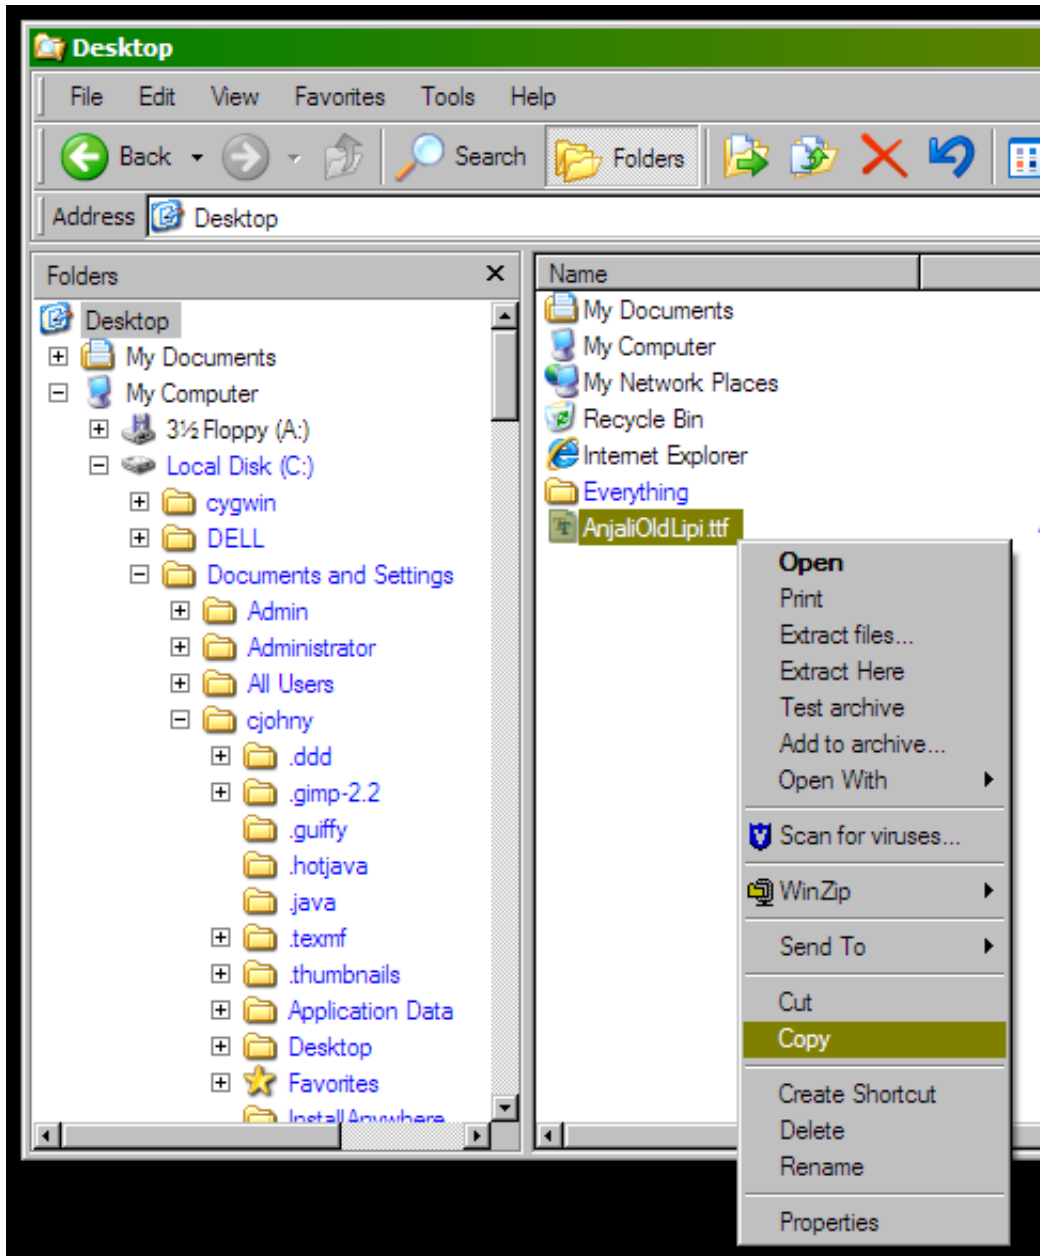 Desktop
File Edit View Favorites Tools Help
Back Search Folders
Address Desktop
Folders
Desktop
My Documents
My Computer
3½ Floppy (A:)
Local Disk (C:)
cygwin
DELL
Documents and Settings
Admin
Administrator
All Users
cjohny
.ddd
.gimp-2.2
.guiffy
.hotjava
.java
.texmf
.thumbnails
Application Data
Desktop
Favorites
InstallAnywhere
Name
My Documents
My Computer
My Network Places
Recycle Bin
Internet Explorer
Everything
AnjaliOldLipi.ttf
Open
Print
Extract files...
Extract Here
Test archive
Add to archive...
Open With
Scan for viruses...
WinZip
Send To
Cut
Copy
Create Shortcut
Delete
Rename
Properties